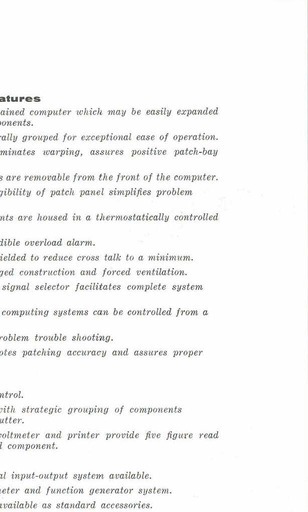 atures
ained computer which may be easily expanded
ponents.
rally grouped for exceptional ease of operation.
minates warping, assures positive patch-bay
s are removable from the front of the computer.
gibility of patch panel simplifies problem
nts are housed in a thermostatically controlled
dible overload alarm.
ielded to reduce cross talk to a minimum.
ged construction and forced ventilation.
signal selector facilitates complete system
computing systems can be controlled from a
roblem trouble shooting.
otes patching accuracy and assures proper
ntrol.
with strategic grouping of components
utter.
voltmeter and printer provide five figure read
d component.
al input-output system available.
neter and function generator system.
available as standard accessories.